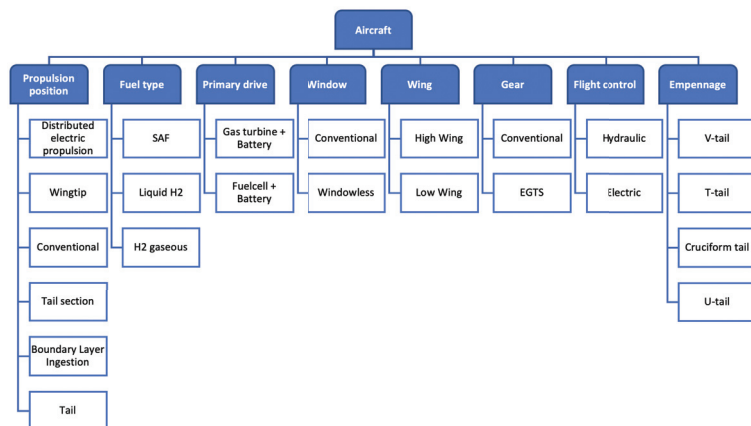 Aircraft
Propulsion
position
Fuel type
Primary drive
Window
Wing
Gear
Flight control
Empennage
Distributed
electric
propulsion
Wingtip
Conventional
Tail section
Boundary Layer
Ingestion
Tail
SAF
Liquid H2
H2 gaseous
Gas turbine +
Battery
Fuelcell +
Battery
Conventional
Windowless
High Wing
Low Wing
Conventional
EGTS
Hydraulic
Electric
V-tail
T-tail
Cruciform tail
U-tail